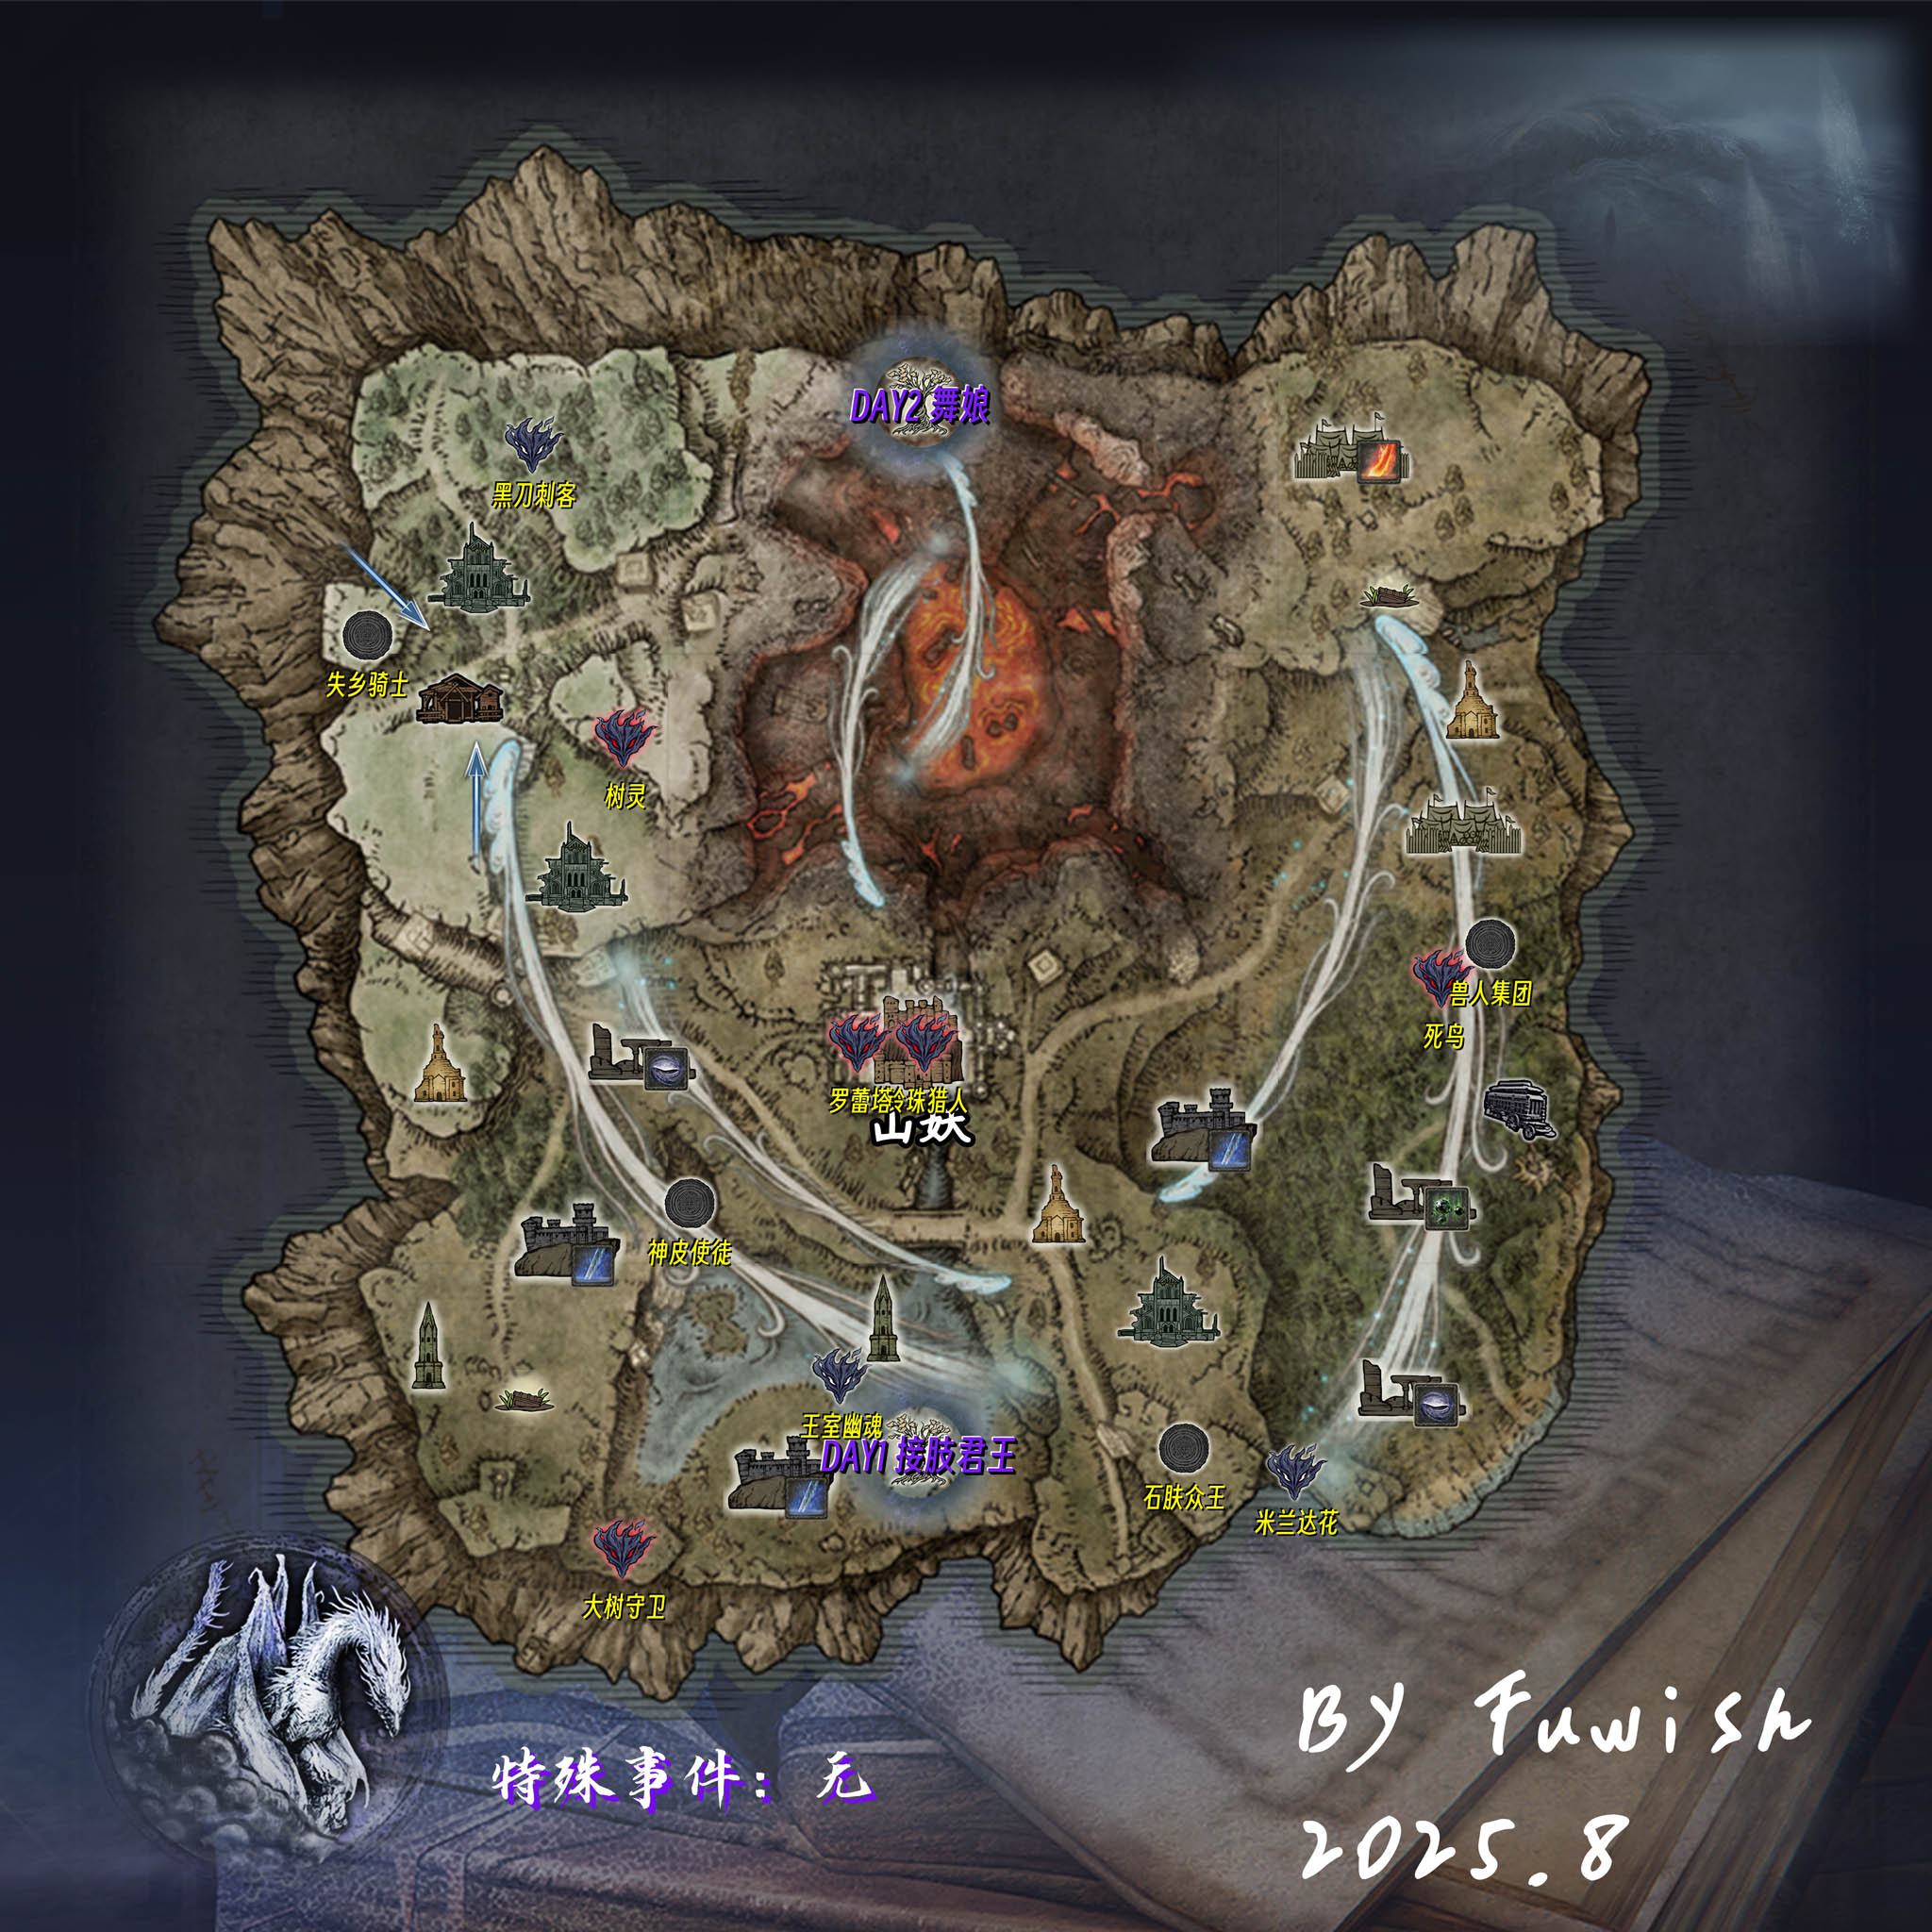 DAY2 舞娘
黑刀刺客
失乡骑士
树灵
兽人集团
死鸟
罗蕾塔
铃珠猎人
山妖
神皮使徒
王室幽魂
DAY1 接肢君王
石肤众王
米兰达花
大树守卫
特殊事件：无
By Fuwish
2025.8